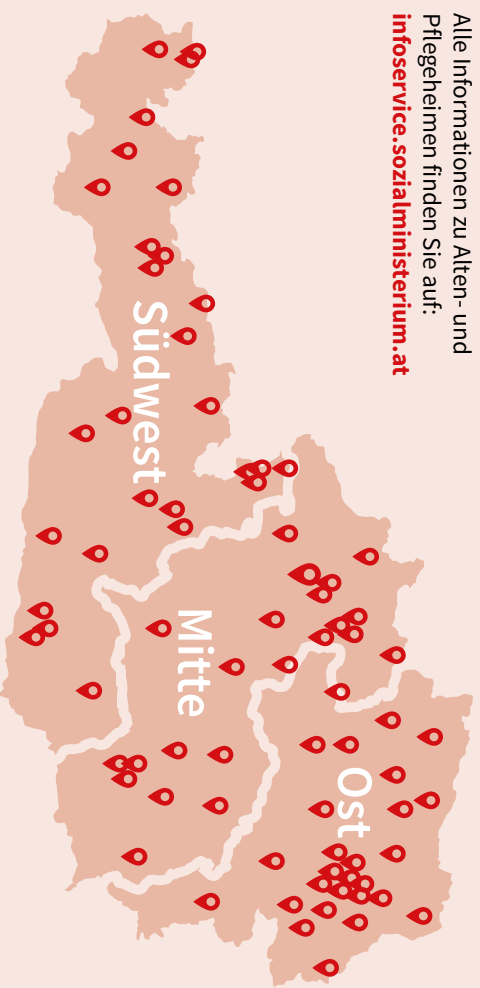 Alle Informationen zu Alten- und
Pflegeheimen finden Sie auf:
infoservice.sozialministerium.at
Südwest
Mitte
Ost